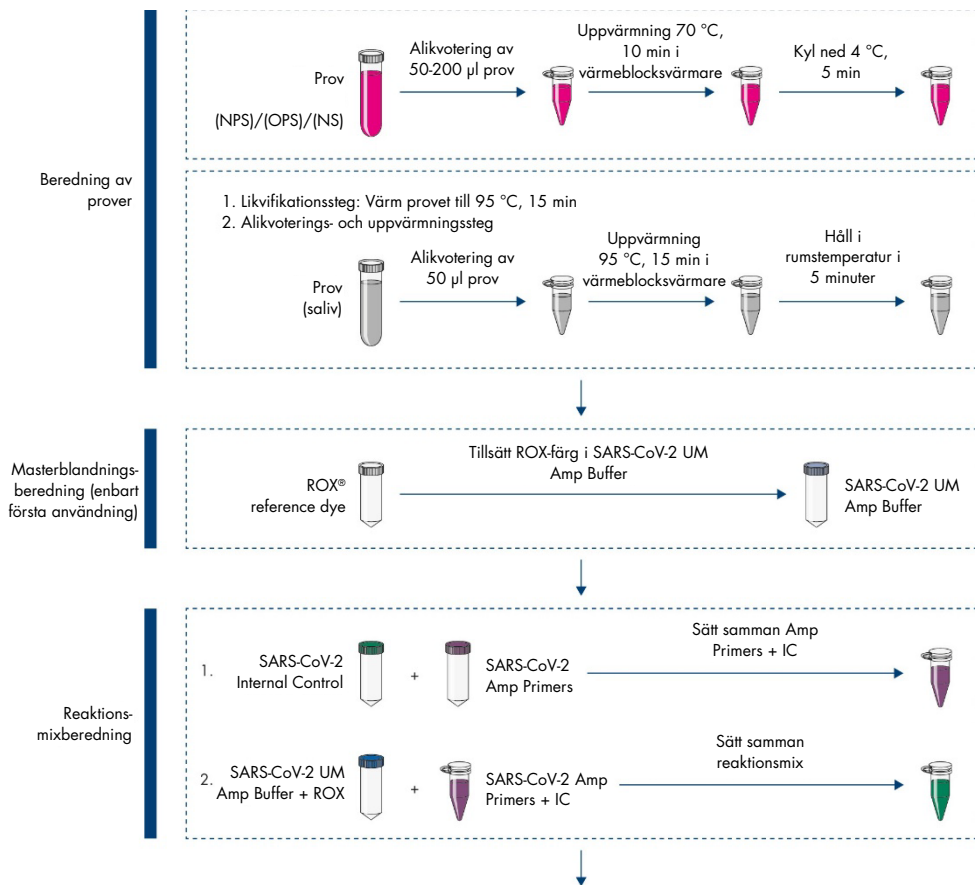 Beredning av
prover
Prov
(NPS)/(OPS)/(NS)
Alikvotering av
50-200 µl prov
Uppvärmning 70 °C,
10 min i
värmeblocksvärmare
Kyl ned 4 °C,
5 min
1. Likvifikationssteg: Värm provet till 95 °C, 15 min
2. Alikvoterings- och uppvärmningssteg
Prov
(saliv)
Alikvotering av
50 µl prov
Uppvärmning
95 °C, 15 min i
värmeblocksvärmare
Håll i
rumstemperatur i
5 minuter
Masterblandnings-
beredning (enbart
första användning)
ROX®
reference dye
Tillsätt ROX-färg i SARS-CoV-2 UM
Amp Buffer
SARS-CoV-2 UM
Amp Buffer
Reaktions-
mixberedning
1.
SARS-CoV-2
Internal Control
+
SARS-CoV-2
Amp Primers
Sätt samman Amp
Primers + IC
2.
SARS-CoV-2 UM
Amp Buffer + ROX
+
SARS-CoV-2 Amp
Primers + IC
Sätt samman
reaktionsmix